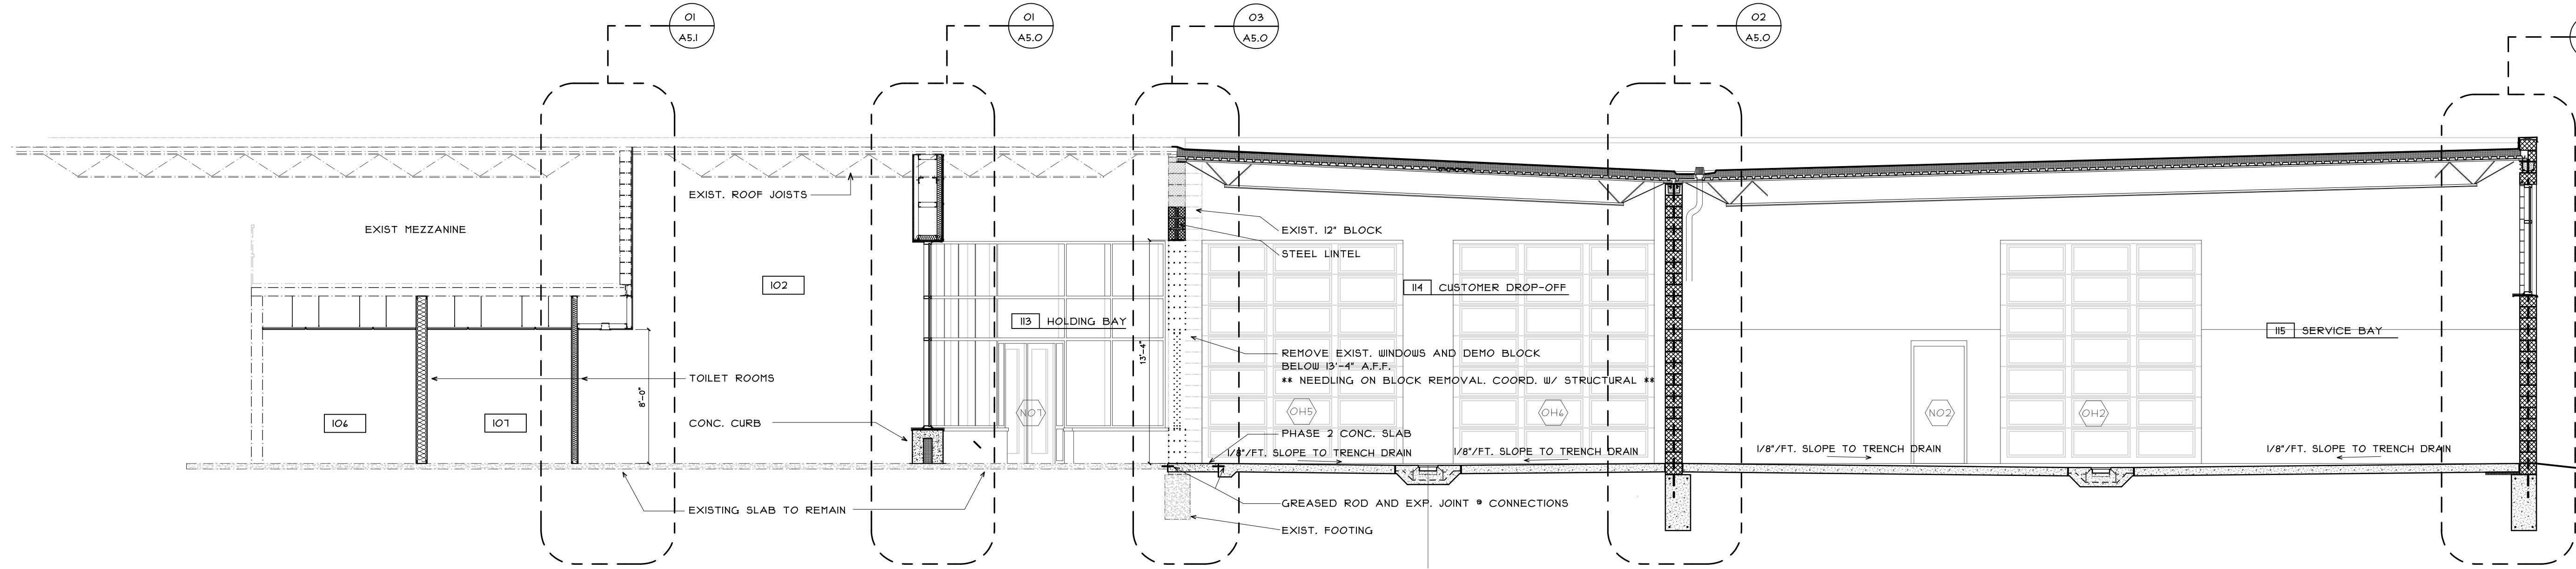 01
A5.1
01
A5.0
03
A5.0
02
A5.0
EXIST. ROOF JOISTS
EXIST MEZZANINE
EXIST. 12" BLOCK
STEEL LINTEL
102
114 CUSTOMER DROP-OFF
113 HOLDING BAY
115 SERVICE BAY
13'-4"
REMOVE EXIST. WINDOWS AND DEMO BLOCK
BELOW 13'-4" A.F.F.
** NEEDLING ON BLOCK REMOVAL. COORD. W/ STRUCTURAL **
TOILET ROOMS
8'-0"
106
107
NO7
OH5
OH6
NO2
OH2
CONC. CURB
PHASE 2 CONC. SLAB
1/8"/FT. SLOPE TO TRENCH DRAIN
1/8"/FT. SLOPE TO TRENCH DRAIN
1/8"/FT. SLOPE TO TRENCH DRAIN
1/8"/FT. SLOPE TO TRENCH DRAIN
GREASED ROD AND EXP. JOINT @ CONNECTIONS
EXISTING SLAB TO REMAIN
EXIST. FOOTING